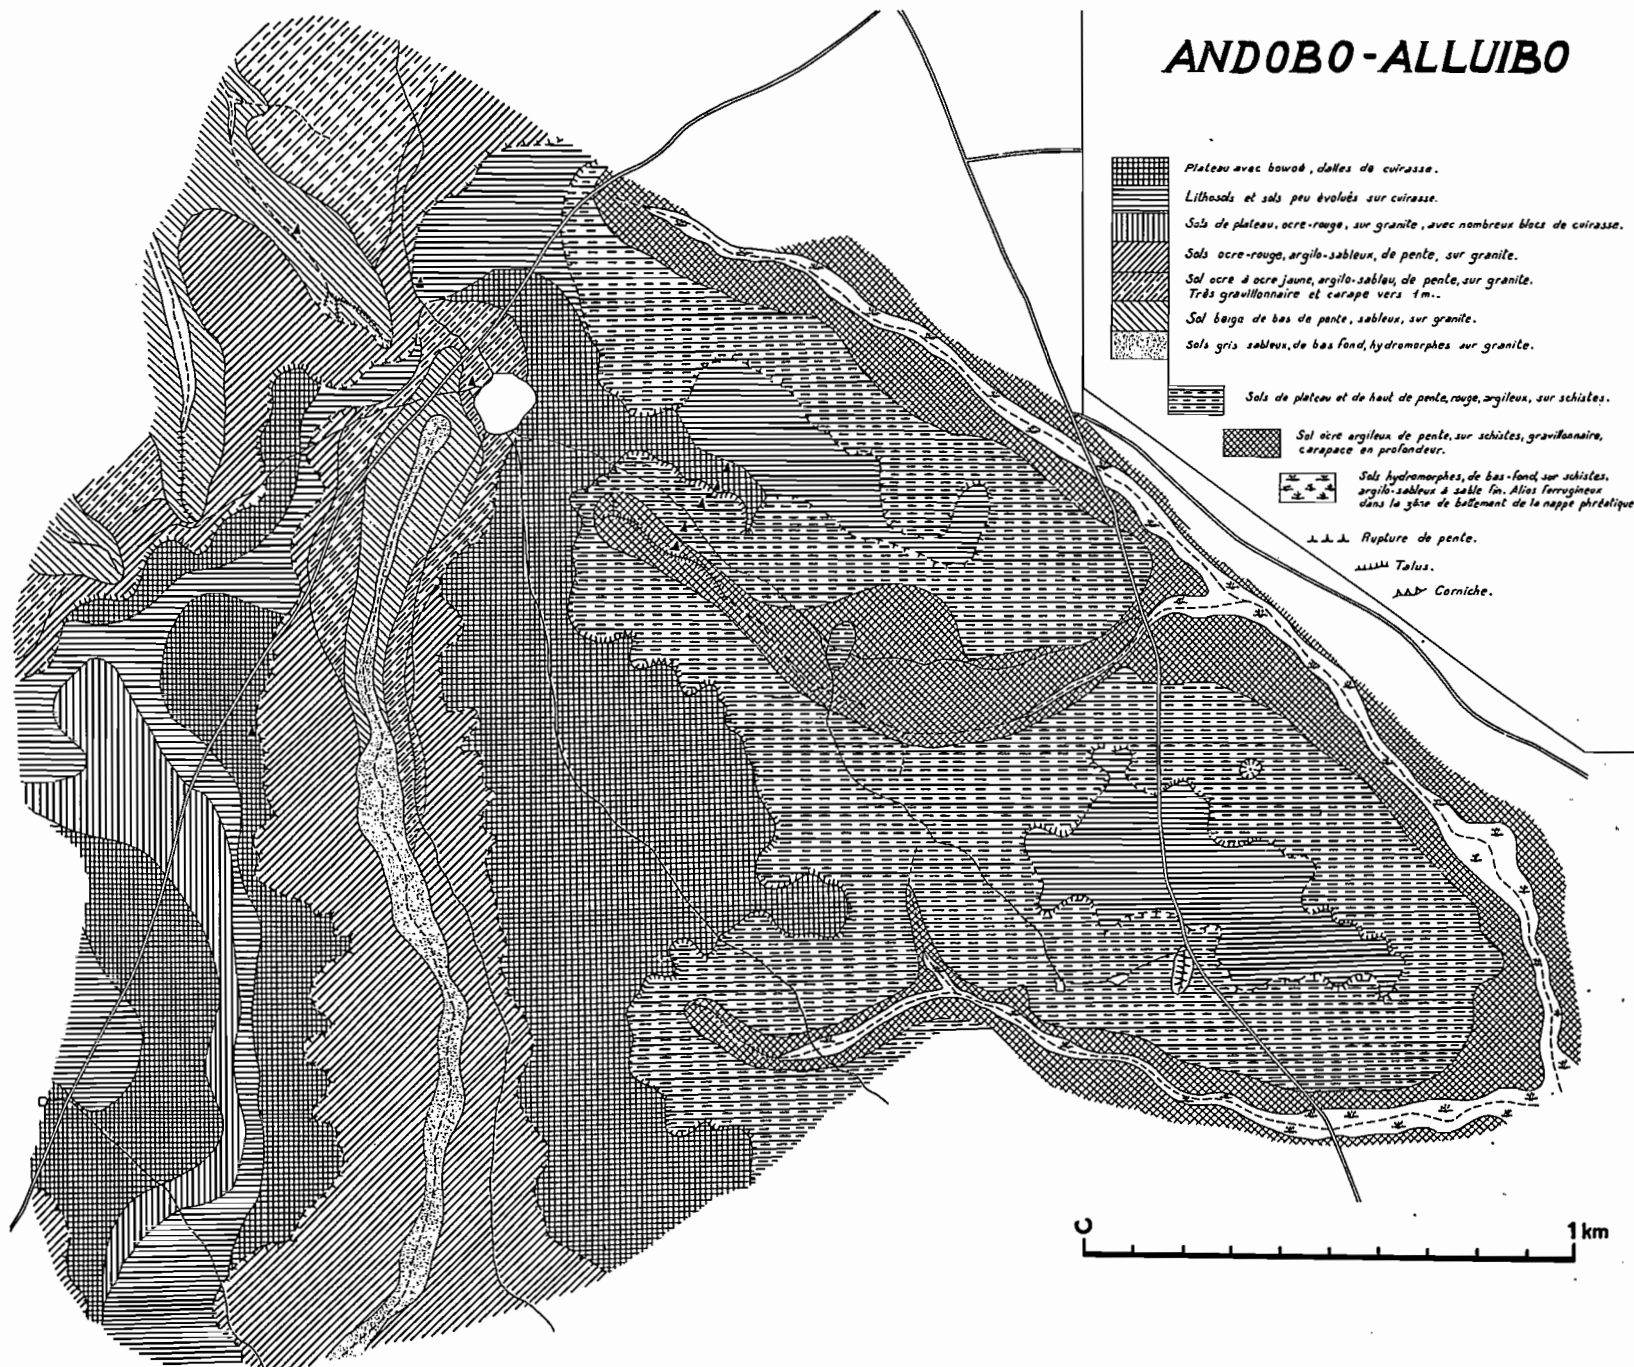 ANDOBO - ALLUIBO
Plateau avec bowoé, dalles de cuirasse.
Lithosols et sols peu évolués sur cuirasse.
Sols de plateau, ocre-rouge, sur granite, avec nombreux blocs de cuirasse.
Sols ocre-rouge, argilo-sableux, de pente, sur granite.
Sol ocre à ocre jaune, argilo-sableu, de pente, sur granite.
Très gravillonnaire et carape vers 1m..
Sol beige de bas de pente, sableux, sur granite.
Sols gris sableux, de bas fond, hydromorphes sur granite.
Sols de plateau et de haut de pente, rouge, argileux, sur schistes.
Sol ocre argileux de pente, sur schistes, gravillonnaire,
carapace en profondeur.
Sols hydromorphes, de bas-fond, sur schistes,
argilo-sableux à sable fin. Alios ferrugineux
dans la zône de battement de la nappe phréatique
Rupture de pente.
Talus.
Corniche.
0 1 km